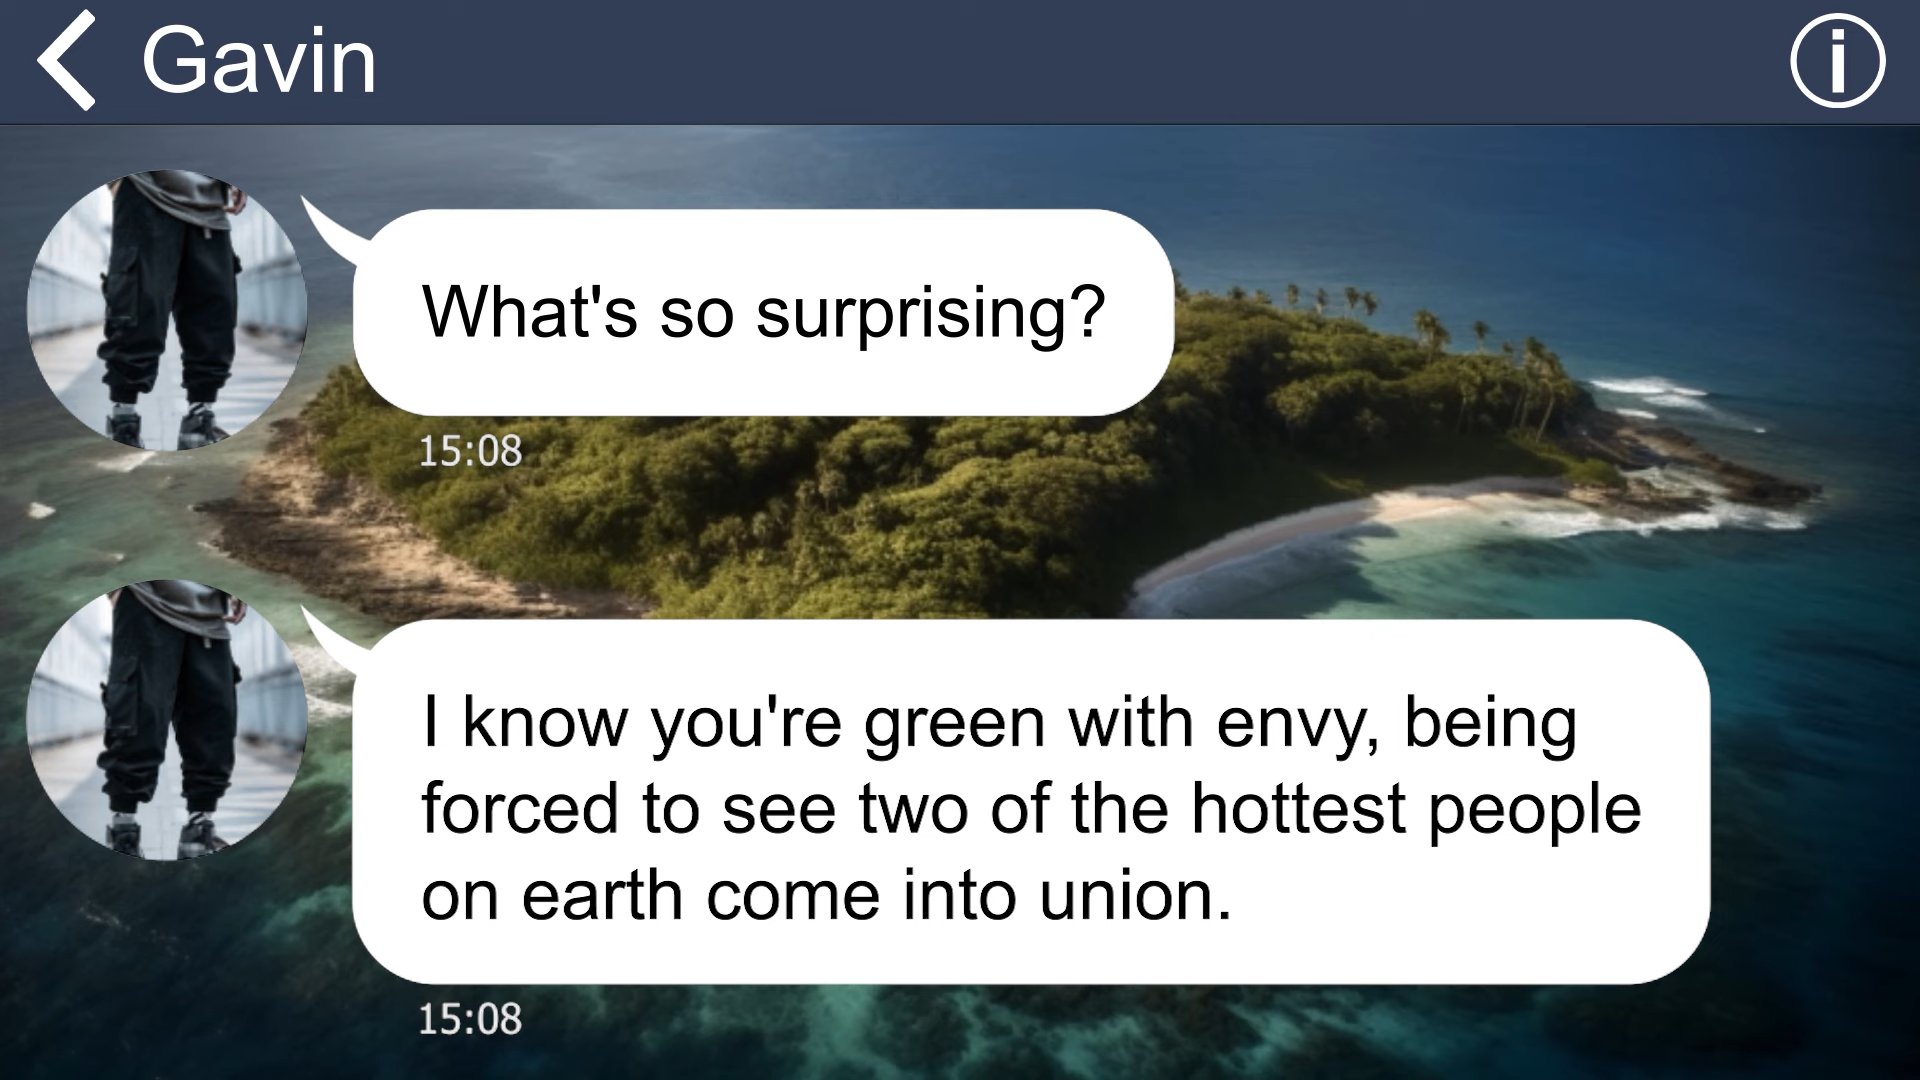 Gavin
What's so surprising?
15:08
I know you're green with envy, being
forced to see two of the hottest people
on earth come into union.
15:08